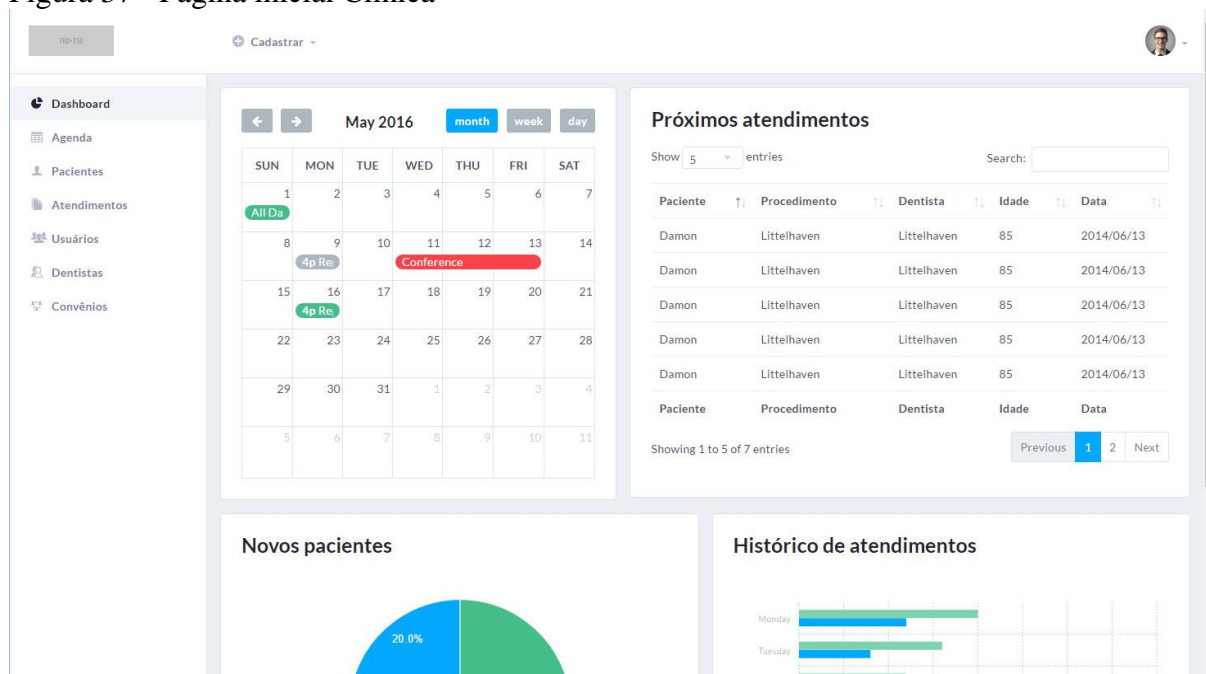 Figura 37 - Página inicial Clínica
760×230
Cadastrar
Dashboard
Agenda
Pacientes
Atendimentos
Usuários
Dentistas
Convênios
May 2016 month week day
SUN MON TUE WED THU FRI SAT
1 2 3 4 5 6 7
All Da
8 9 10 11 12 13 14
4p Re Conference
15 16 17 18 19 20 21
4p Re
22 23 24 25 26 27 28
29 30 31 1 2 3 4
5 6 7 8 9 10 11
Próximos atendimentos
Show 5 entries Search:
Paciente Procedimento Dentista Idade Data
Damon Littelhaven Littelhaven 85 2014/06/13
Damon Littelhaven Littelhaven 85 2014/06/13
Damon Littelhaven Littelhaven 85 2014/06/13
Damon Littelhaven Littelhaven 85 2014/06/13
Damon Littelhaven Littelhaven 85 2014/06/13
Paciente Procedimento Dentista Idade Data
Showing 1 to 5 of 7 entries Previous 1 2 Next
Novos pacientes
20.0%
Histórico de atendimentos
Monday
Tuesday